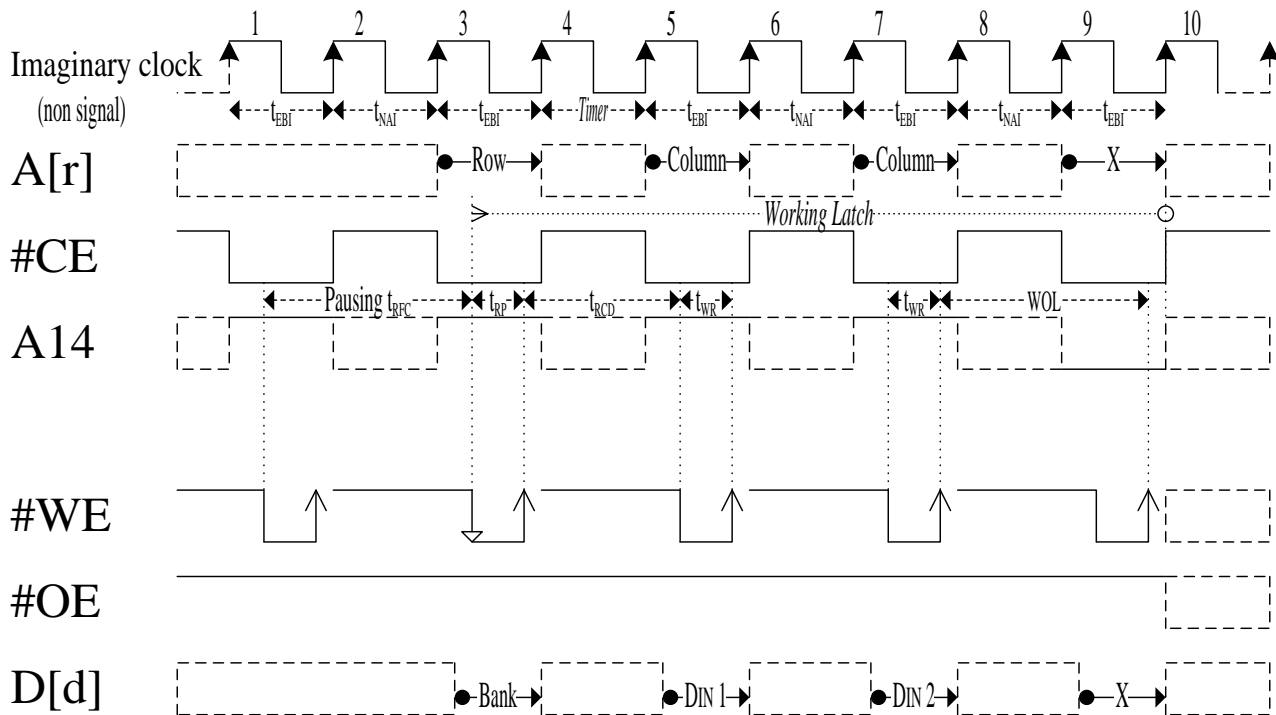 1 2 3 4 5 6 7 8 9 10
Imaginary clock
(non signal)
tEBI tNAI tEBI Timer tEBI tNAI tEBI tNAI tEBI
A[r] Row Column Column X
Working Latch
#CE
Pausing tRFC tRP tRCD tWR tWR WOL
A14
#WE
#OE
D[d] Bank DIN 1 DIN 2 X